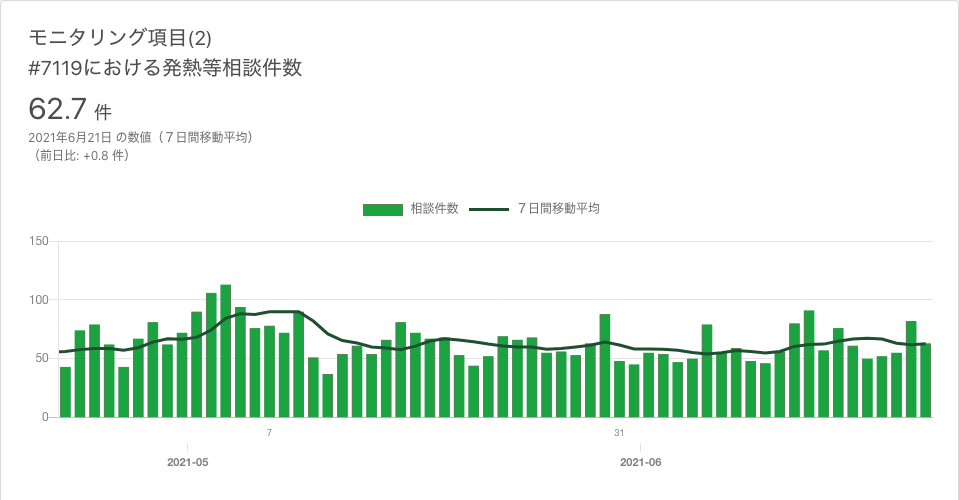 モニタリング項目(2)
#7119における発熱等相談件数
62.7 件
2021年6月21日 の数値（７日間移動平均）
（前日比: +0.8 件）
相談件数 ７日間移動平均
150
100
50
0
7 31
2021-05 2021-06